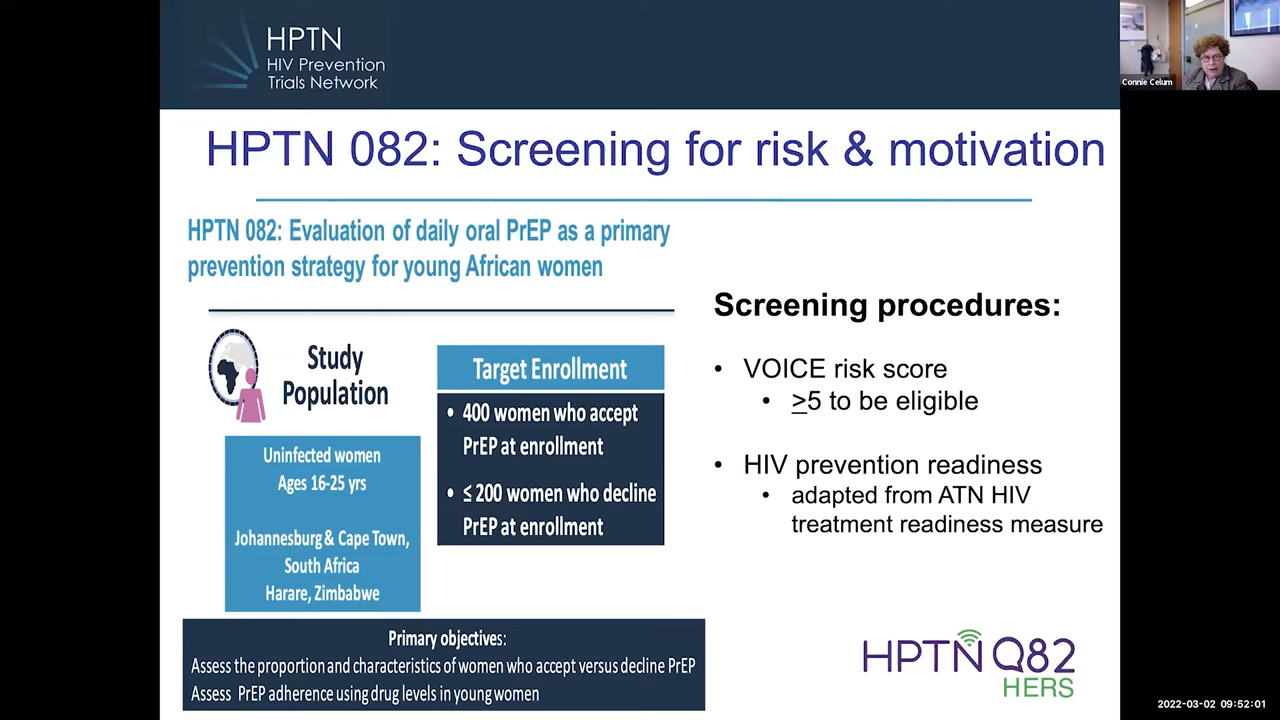 HPTN
HIV Prevention
Trials Network
Connie Celum
HPTN 082: Screening for risk & motivation
HPTN 082: Evaluation of daily oral PrEP as a primary
prevention strategy for young African women
Study
Population
Uninfected women
Ages 16-25 yrs
Johannesburg & Cape Town,
South Africa
Harare, Zimbabwe
Target Enrollment
• 400 women who accept
PrEP at enrollment
• ≤ 200 women who decline
PrEP at enrollment
Screening procedures:
• VOICE risk score
• ≥5 to be eligible
• HIV prevention readiness
• adapted from ATN HIV
treatment readiness measure
Primary objectives:
Assess the proportion and characteristics of women who accept versus decline PrEP
Assess PrEP adherence using drug levels in young women
HPTN 082
HERS
2022-03-02 09:52:01